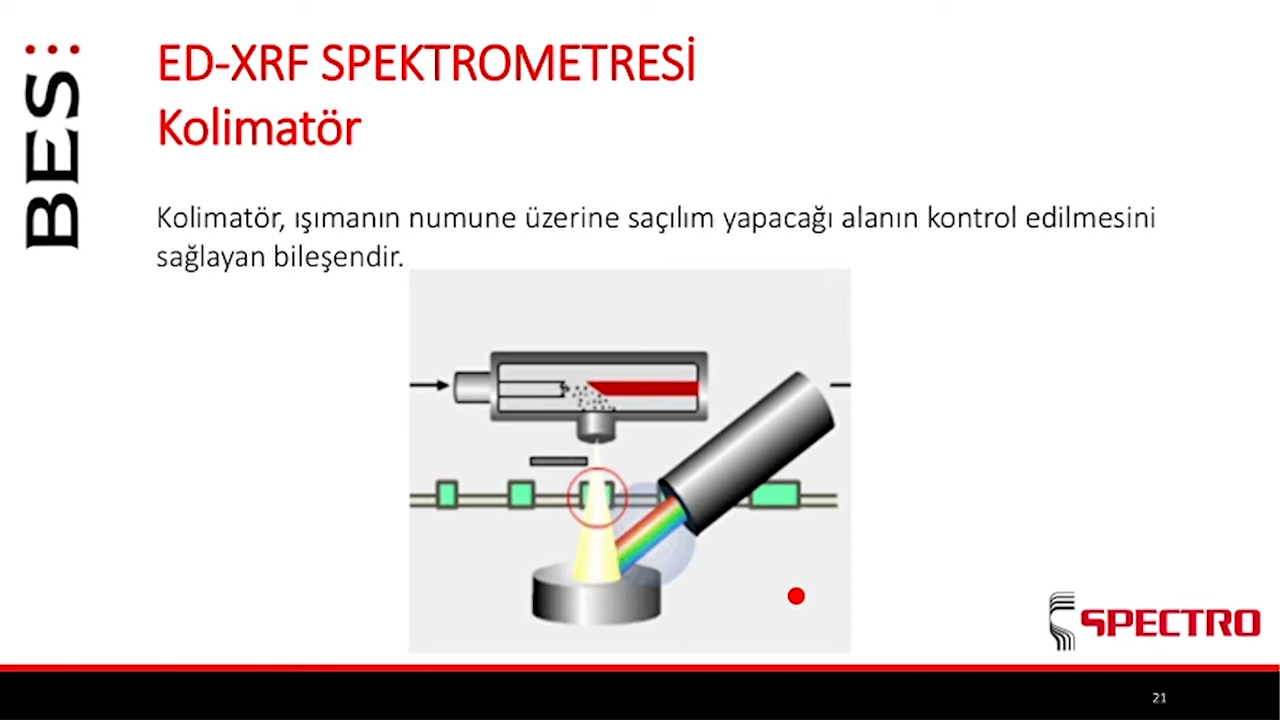 BES
ED-XRF SPEKTROMETRESİ
Kolimatör
Kolimatör, ışımanın numune üzerine saçılım yapacağı alanın kontrol edilmesini
sağlayan bileşendir.
SPECTRO
21